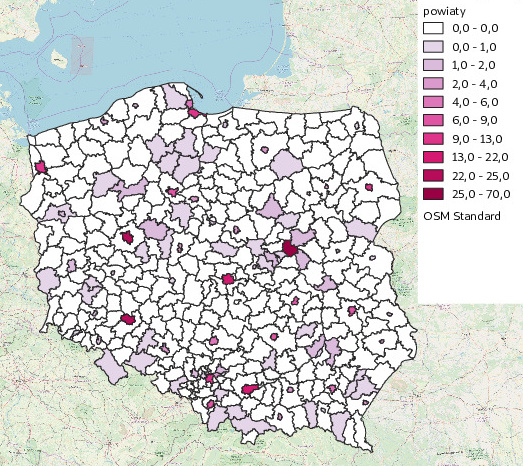 powiaty
0,0 - 0,0
0,0 - 1,0
1,0 - 2,0
2,0 - 4,0
4,0 - 6,0
6,0 - 9,0
9,0 - 13,0
13,0 - 22,0
22,0 - 25,0
25,0 - 70,0
OSM Standard